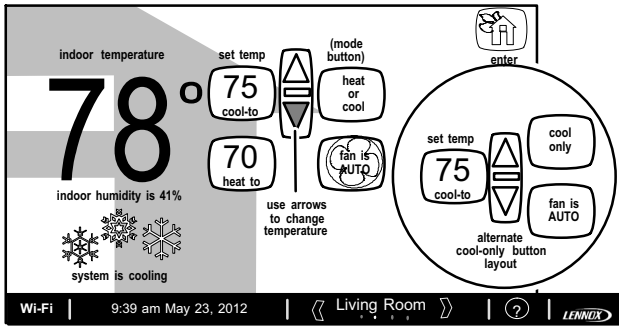 indoor temperature
78°
indoor humidity is 41%
system is cooling
set temp
75
cool-to
70
heat to
(mode
button)
heat
or
cool
fan is
AUTO
use arrows
to change
temperature
enter
set temp
75
cool-to
cool
only
fan is
AUTO
alternate
cool-only button
layout
Wi-Fi | 9:39 am May 23, 2012 | Living Room | ? | LENNOX